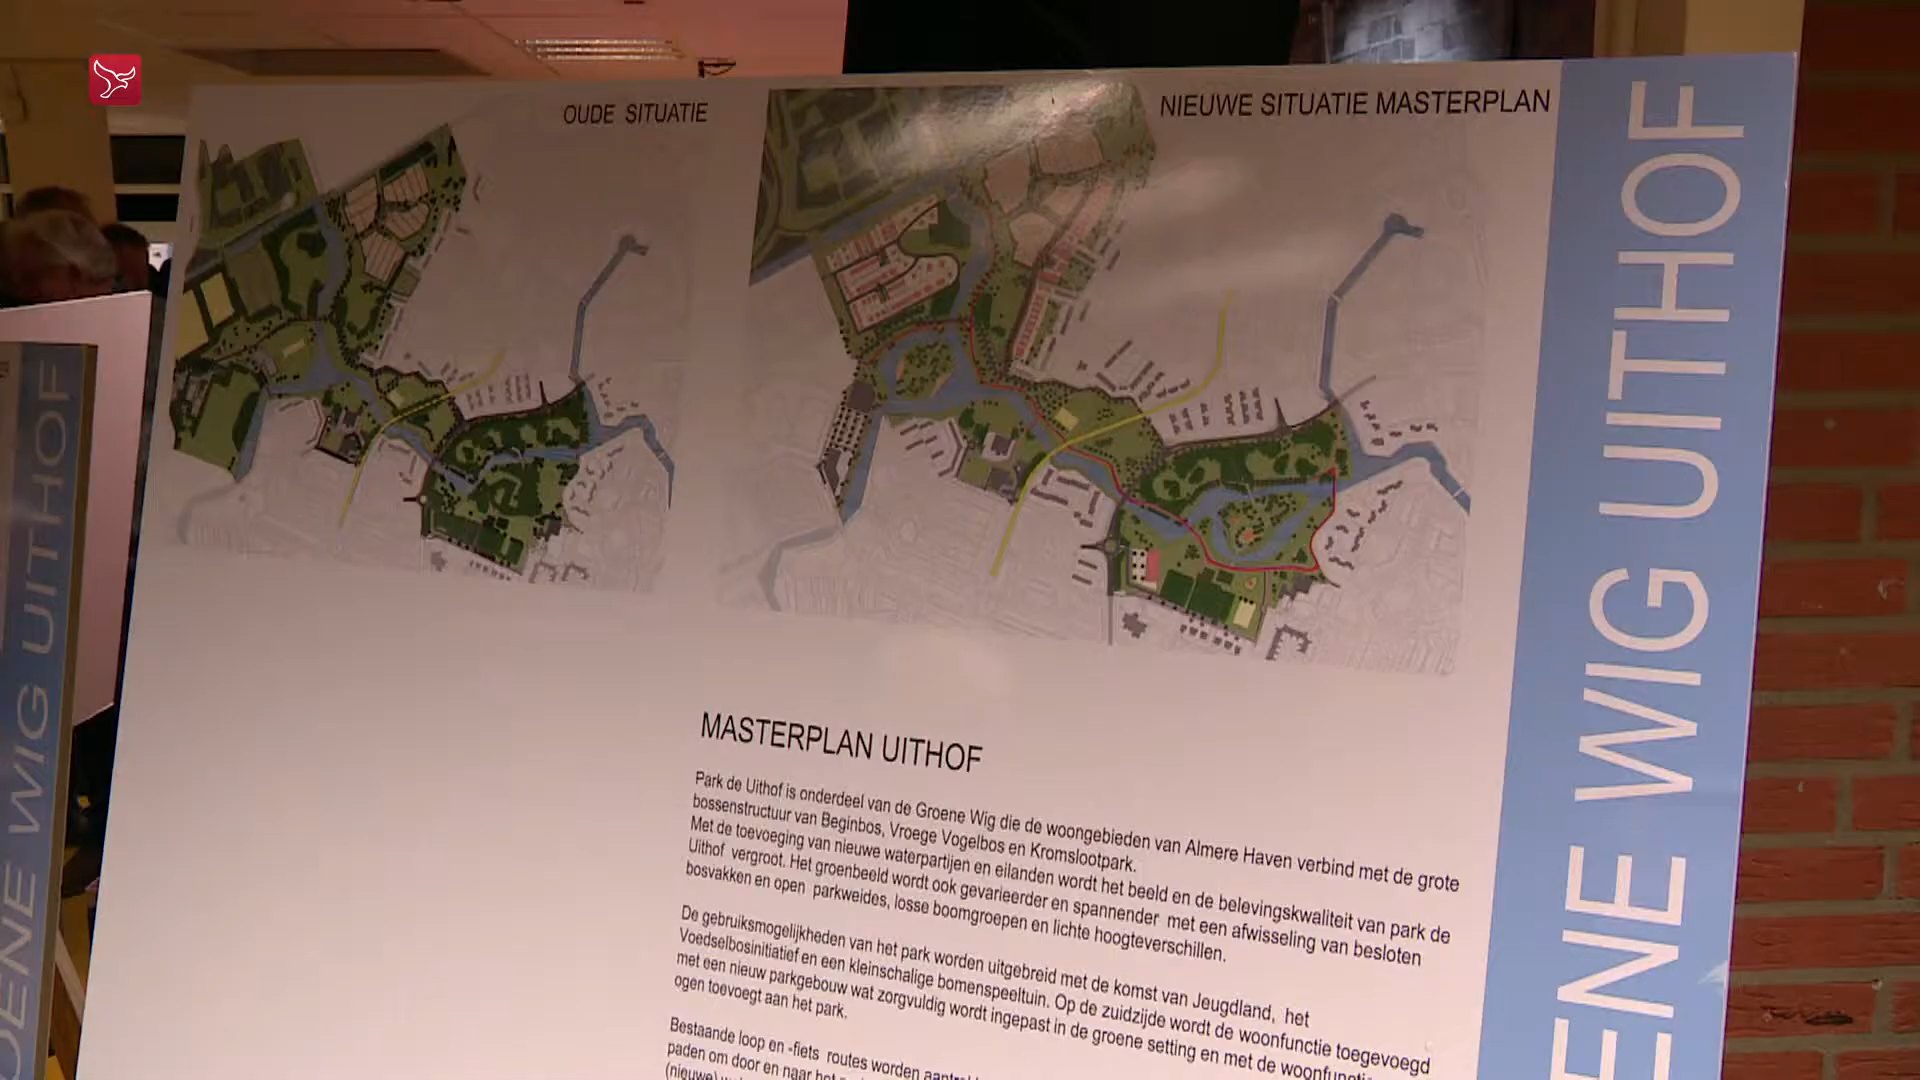 OUDE SITUATIE
NIEUWE SITUATIE MASTERPLAN
MASTERPLAN UITHOF
Park de Uithof is onderdeel van de Groene Wig die de woongebieden van Almere Haven verbind met de grote
bossenstructuur van Beginbos, Vroege Vogelbos en Kromslootpark.
Met de toevoeging van nieuwe waterpartijen en eilanden wordt het beeld en de belevingskwaliteit van park de
Uithof vergroot. Het groenbeeld wordt ook gevarieerder en spannender met een afwisseling van besloten
bosvakken en open parkweides, losse boomgroepen en lichte hoogteverschillen.
De gebruiksmogelijkheden van het park worden uitgebreid met de komst van Jeugdland, het
Voedselbosinitiatief en een kleinschalige bomenspeeltuin. Op de zuidzijde wordt de woonfunctie toegevoegd
met een nieuw parkgebouw wat zorgvuldig wordt ingepast in de groene setting en met de
ogen toevoegt aan het park.
Bestaande loop en -fiets routes worden
paden om door en naar het
(nieuwe)
ENE WIG UITHOF
OENE WIG UITHOF